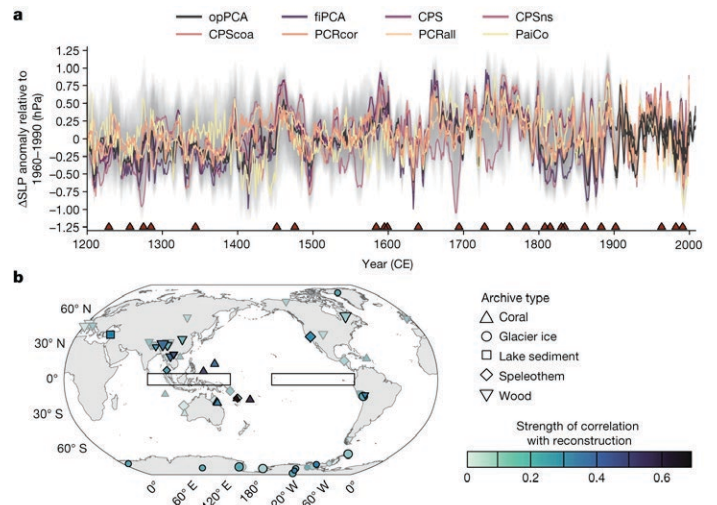 a
opPCA fiPCA CPS CPSns
CPScoa PCRcor PCRall PaiCo
ΔSLP anomaly relative to
1960–1990 (hPa)
1.25
1.00
0.75
0.50
0.25
0
−0.25
−0.50
−0.75
−1.00
−1.25
1200 1300 1400 1500 1600 1700 1800 1900 2000
Year (CE)
b
60° N
30° N
0°
30° S
60° S
0° 60° E 120° E 180° 120° W 60° W 0°
Archive type
Coral
Glacier ice
Lake sediment
Speleothem
Wood
Strength of correlation
with reconstruction
0 0.2 0.4 0.6